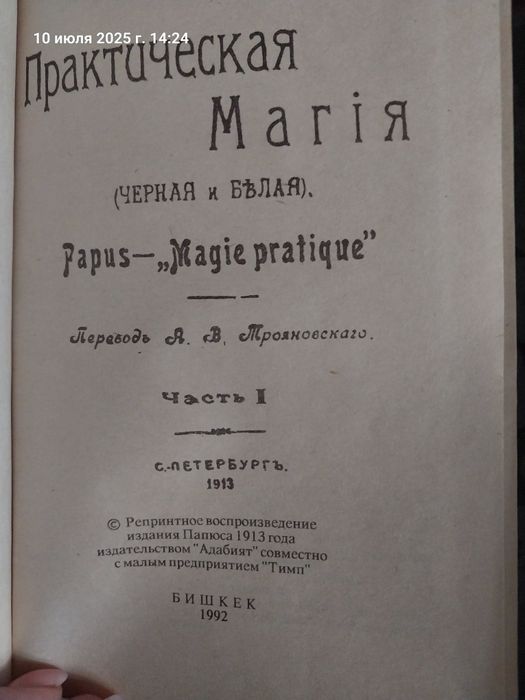 10 июля 2025 г. 14:24
Практическая
Магія
(ЧЕРНАЯ и БѢЛАЯ).
Papus—„Magie pratique”
Переводъ А. В. Трояновскаго.
Часть I
С.-ПЕТЕРБУРГЪ.
1913
© Репринтное воспроизведение
издания Папюса 1913 года
издательством "Адабият" совместно
с малым предприятием "Тимп"
БИШКЕК
1992